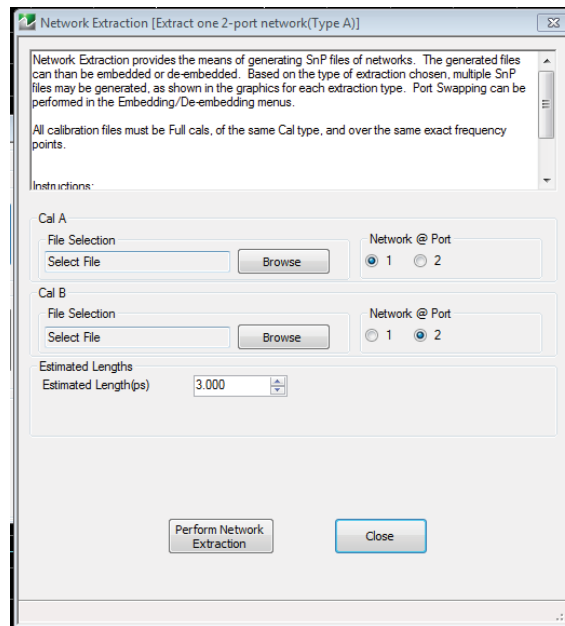 Network Extraction [Extract one 2-port network(Type A)]
Network Extraction provides the means of generating SnP files of networks. The generated files
can than be embedded or de-embedded. Based on the type of extraction chosen, multiple SnP
files may be generated, as shown in the graphics for each extraction type. Port Swapping can be
perfomed in the Embedding/De-embedding menus.
All calibration files must be Full cals, of the same Cal type, and over the same exact frequency
points.
Instructions:
Cal A
File Selection
Network @ Port
Select File
Browse
1
2
Cal B
File Selection
Network @ Port
Select File
Browse
1
2
Estimated Lengths
Estimated Length(ps)
3.000
Perform Network
Extraction
Close